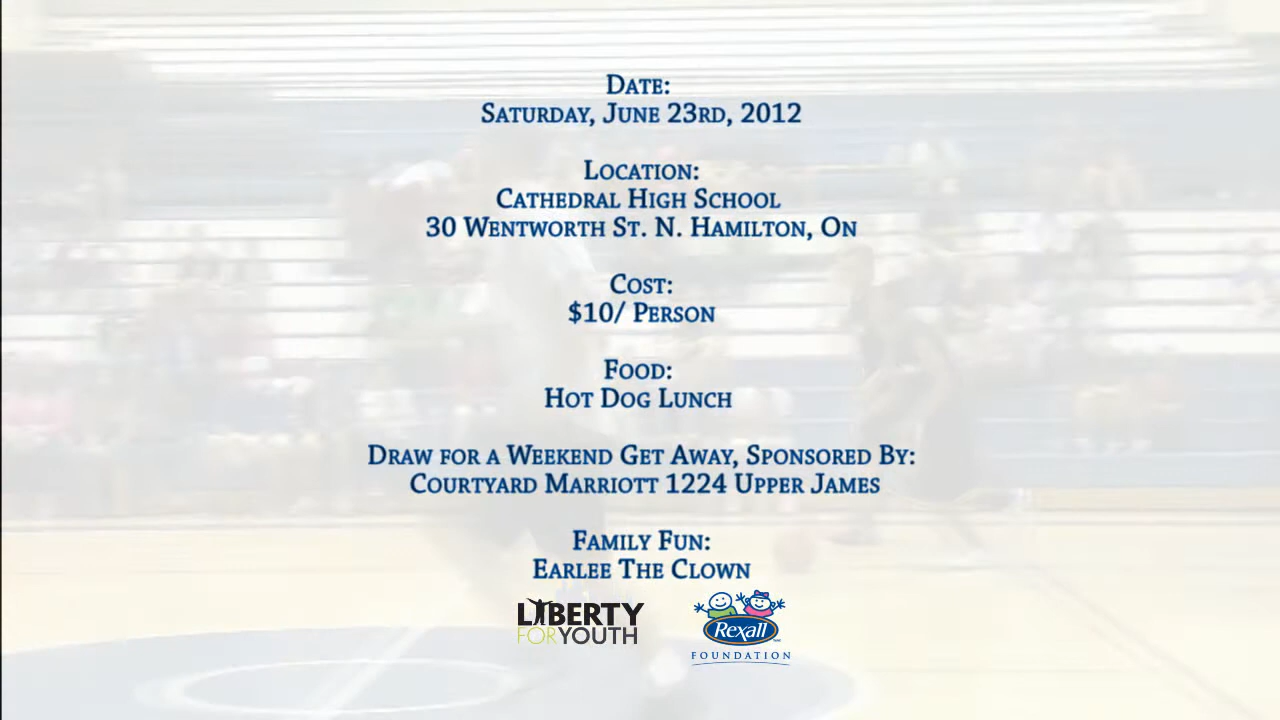 Date:
Saturday, June 23rd, 2012
Location:
Cathedral High School
30 Wentworth St. N. Hamilton, On
Cost:
$10/ Person
Food:
Hot Dog Lunch
Draw for a Weekend Get Away, Sponsored By:
Courtyard Marriott 1224 Upper James
Family Fun:
Earlee The Clown
LIBERTY
FORYOUTH
Rexall
FOUNDATION